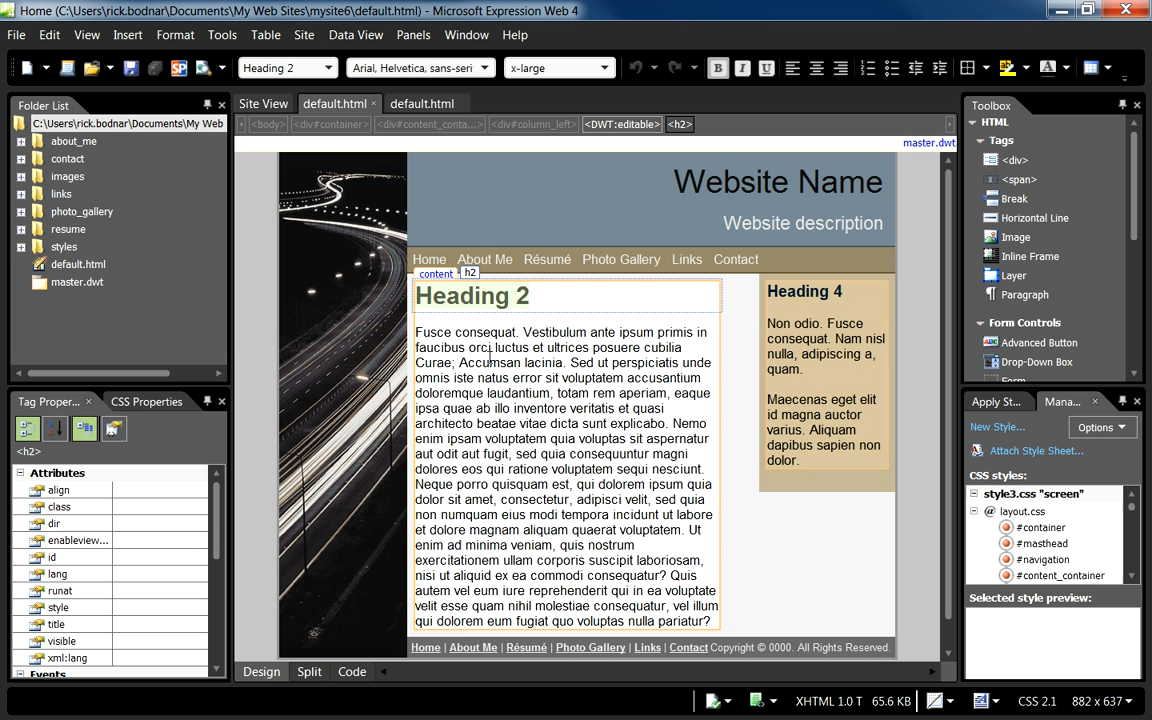 Home (C:\Users\rick.bodnar\Documents\My Web Sites\mysite6\default.html) - Microsoft Expression Web 4
File Edit View Insert Format Tools Table Site Data View Panels Window Help
Heading 2 Arial, Helvetica, sans-seri x-large
Folder List
C:\Users\rick.bodnar\Documents\My Web
about_me
contact
images
links
photo_gallery
resume
styles
default.html
master.dwt
Tag Proper... CSS Properties
<h2>
Attributes
align
class
dir
enableview...
id
lang
runat
style
title
visible
xml:lang
Events
Site View default.html default.html
<body> <div#container> <div#content_conta...> <div#column_left> <DWT:editable> <h2>
master.dwt
Website Name
Website description
Home About Me Résumé Photo Gallery Links Contact
content h2
Heading 2
Fusce consequat. Vestibulum ante ipsum primis in
faucibus orci luctus et ultrices posuere cubilia
Curae; Accumsan lacinia. Sed ut perspiciatis unde
omnis iste natus error sit voluptatem accusantium
doloremque laudantium, totam rem aperiam, eaque
ipsa quae ab illo inventore veritatis et quasi
architecto beatae vitae dicta sunt explicabo. Nemo
enim ipsam voluptatem quia voluptas sit aspernatur
aut odit aut fugit, sed quia consequuntur magni
dolores eos qui ratione voluptatem sequi nesciunt.
Neque porro quisquam est, qui dolorem ipsum quia
dolor sit amet, consectetur, adipisci velit, sed quia
non numquam eius modi tempora incidunt ut labore
et dolore magnam aliquam quaerat voluptatem. Ut
enim ad minima veniam, quis nostrum
exercitationem ullam corporis suscipit laboriosam,
nisi ut aliquid ex ea commodi consequatur? Quis
autem vel eum iure reprehenderit qui in ea voluptate
velit esse quam nihil molestiae consequatur, vel illum
qui dolorem eum fugiat quo voluptas nulla pariatur?
Heading 4
Non odio. Fusce
consequat. Nam nisl
nulla, adipiscing a,
quam.
Maecenas eget elit
id magna auctor
varius. Aliquam
dapibus sapien non
dolor.
Home | About Me | Résumé | Photo Gallery | Links | Contact Copyright © 0000. All Rights Reserved.
Design Split Code
Toolbox
HTML
Tags
<div>
<span>
Break
Horizontal Line
Image
Inline Frame
Layer
Paragraph
Form Controls
Advanced Button
Drop-Down Box
Form
Apply St... Mana...
New Style... Options
Attach Style Sheet...
CSS styles:
style3.css "screen"
@ layout.css
#container
#masthead
#navigation
#content_container
Selected style preview:
XHTML 1.0 T 65.6 KB CSS 2.1 882 x 637